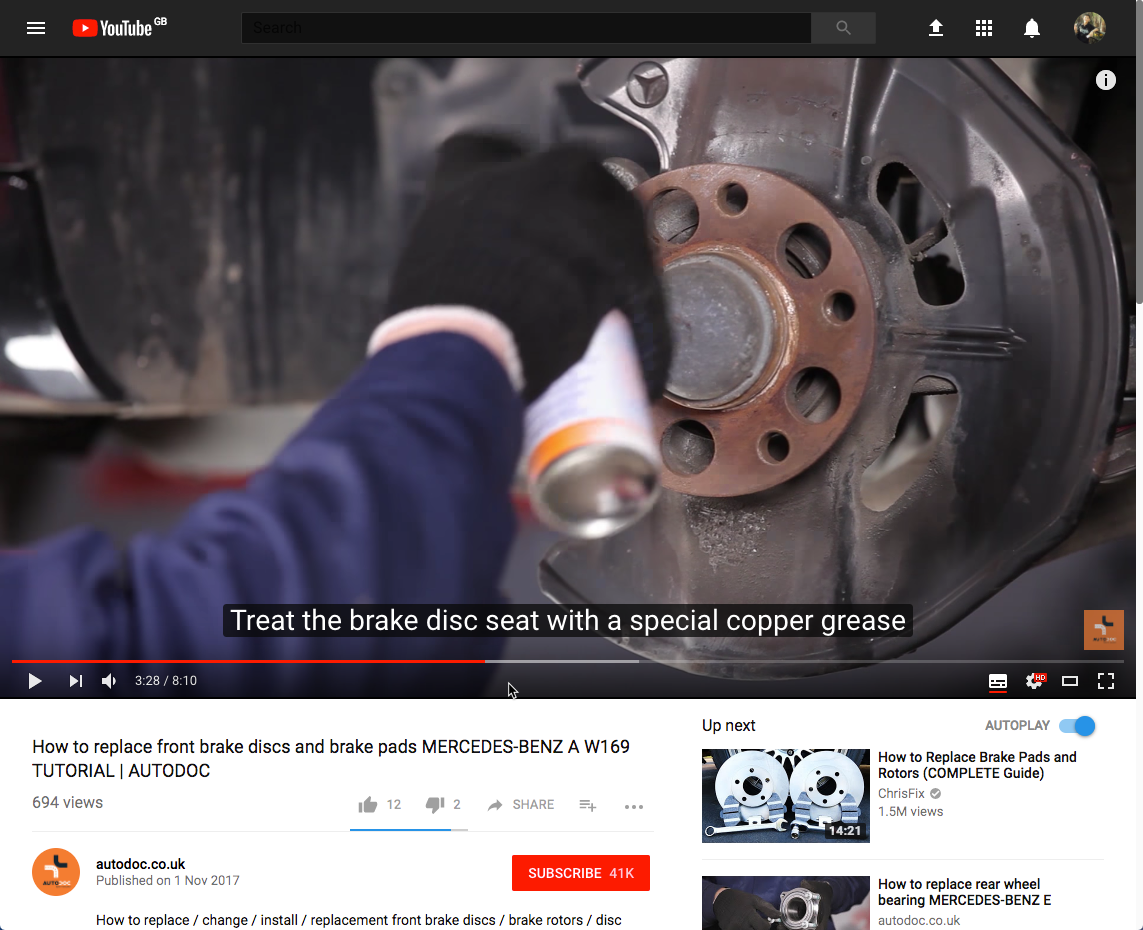 YouTube GB
Search
i
Treat the brake disc seat with a special copper grease
AUTODOC
3:28 / 8:10
HD
How to replace front brake discs and brake pads MERCEDES-BENZ A W169
TUTORIAL | AUTODOC
694 views
12
2
SHARE
autodoc.co.uk
Published on 1 Nov 2017
SUBSCRIBE 41K
AUTODOC
How to replace / change / install / replacement front brake discs / brake rotors / disc
Up next
AUTOPLAY
14:21
How to Replace Brake Pads and
Rotors (COMPLETE Guide)
ChrisFix
1.5M views
How to replace rear wheel
bearing MERCEDES-BENZ E
autodoc.co.uk